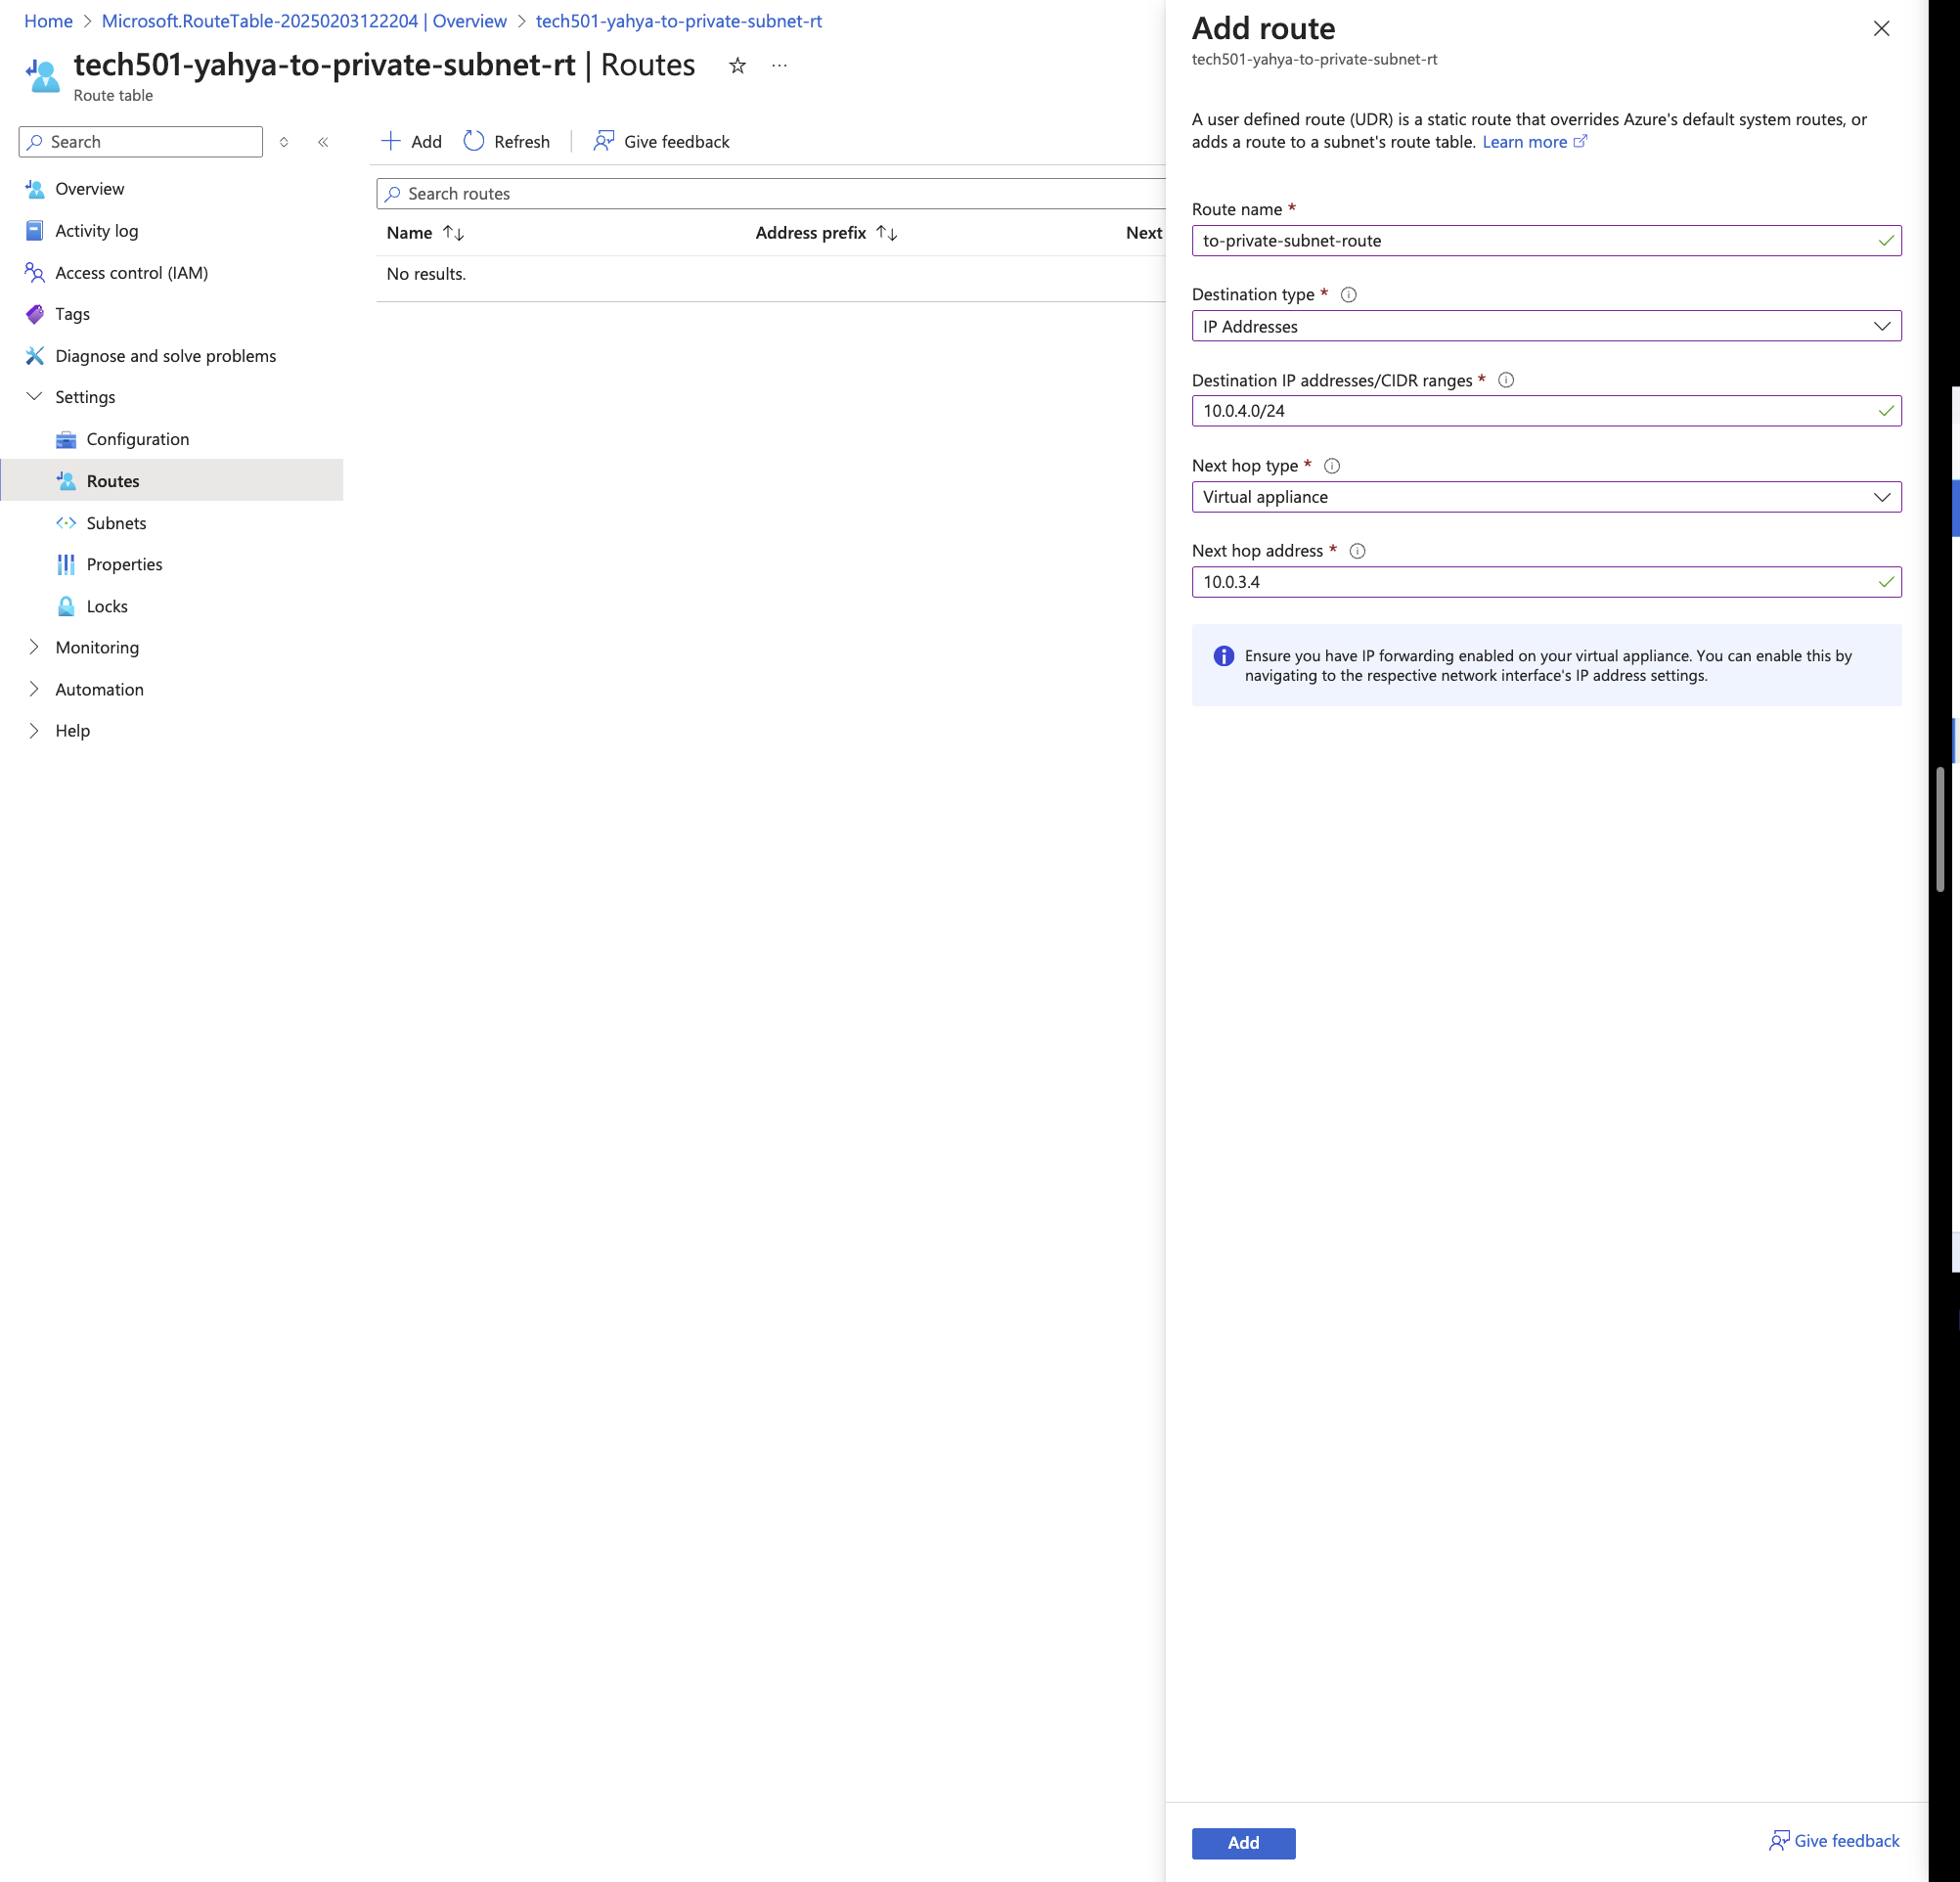 Home > Microsoft.RouteTable-20250203122204 | Overview > tech501-yahya-to-private-subnet-rt
tech501-yahya-to-private-subnet-rt | Routes
Route table
Search
Overview
Activity log
Access control (IAM)
Tags
Diagnose and solve problems
Settings
Configuration
Routes
Subnets
Properties
Locks
Monitoring
Automation
Help
Add Refresh Give feedback
Search routes
Name Address prefix Next
No results.
Add route
tech501-yahya-to-private-subnet-rt
A user defined route (UDR) is a static route that overrides Azure's default system routes, or
adds a route to a subnet's route table. Learn more
Route name *
to-private-subnet-route
Destination type *
IP Addresses
Destination IP addresses/CIDR ranges *
10.0.4.0/24
Next hop type *
Virtual appliance
Next hop address *
10.0.3.4
Ensure you have IP forwarding enabled on your virtual appliance. You can enable this by
navigating to the respective network interface's IP address settings.
Add
Give feedback